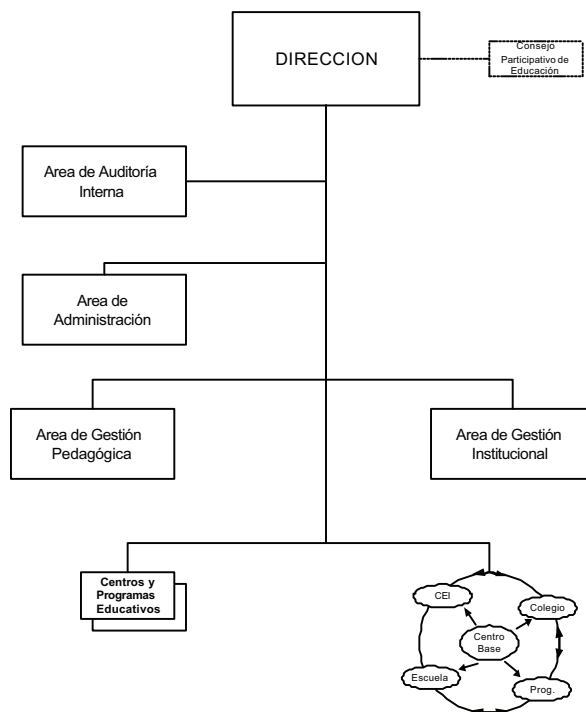 DIRECCION
Consejo
Participativo de
Educación
Area de Auditoría
Interna
Area de
Administración
Area de Gestión
Pedagógica
Area de Gestión
Institucional
Centros y
Programas
Educativos
CEI
Colegio
Centro
Base
Escuela
Prog.